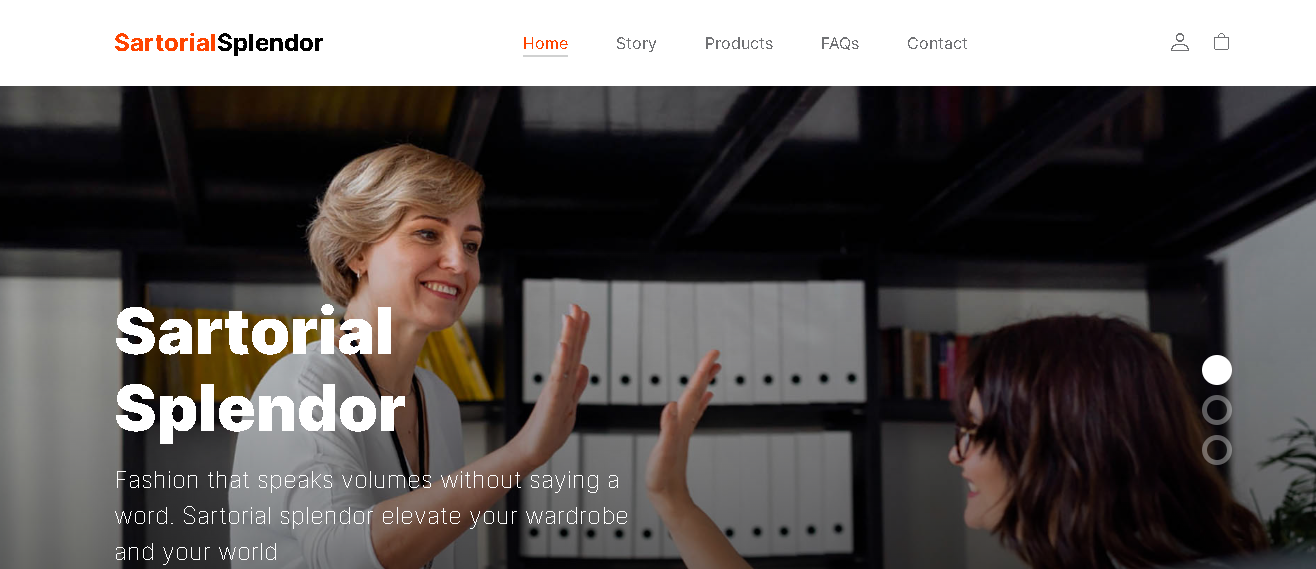 SartorialSplendor
Home
Story
Products
FAQs
Contact
Sartorial
Splendor
Fashion that speaks volumes without saying a
word. Sartorial splendor elevate your wardrobe
and your world